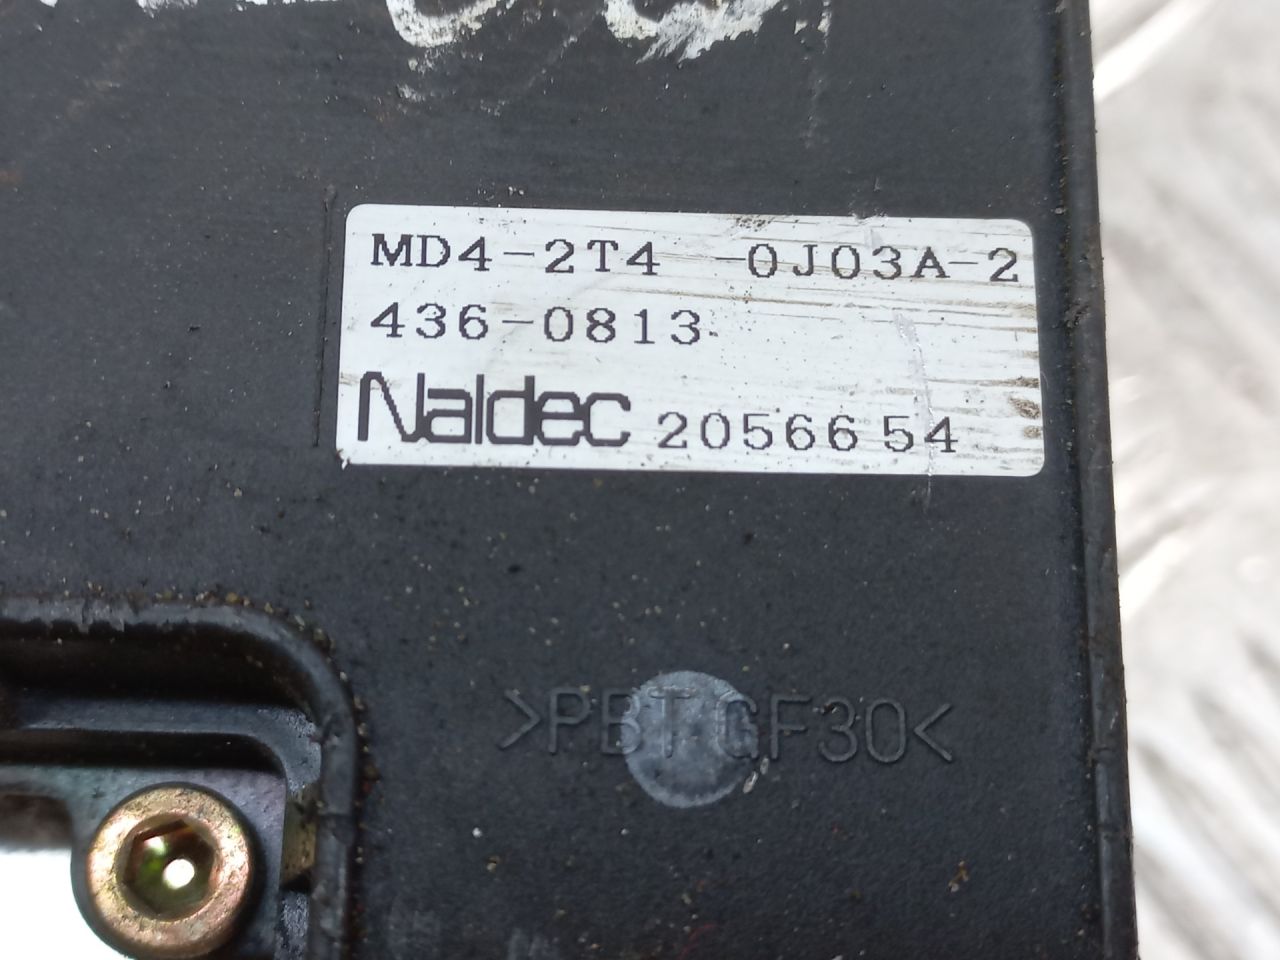 MD4-2T4 -0J03A-2
436-0813
Naldec 2056654
>PBT GF30<